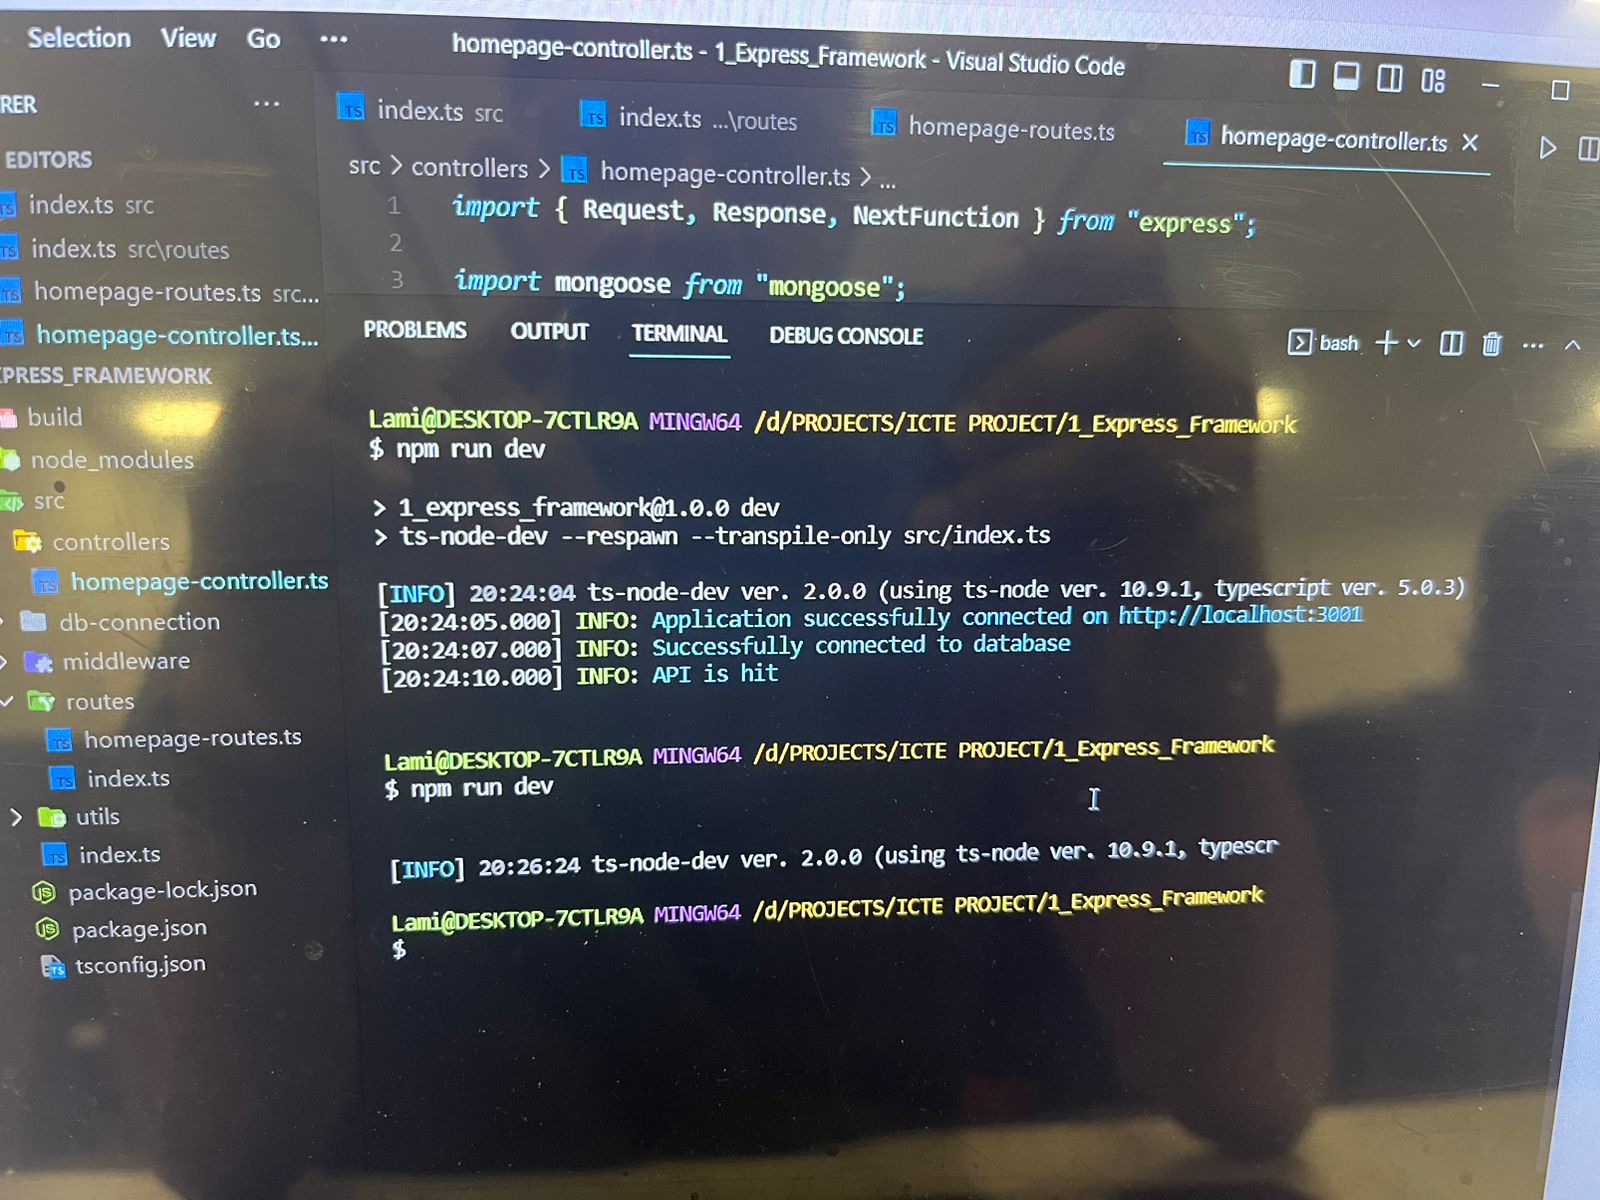 Selection View Go ...
homepage-controller.ts - 1_Express_Framework - Visual Studio Code
RER ...
EDITORS
index.ts src
index.ts src\routes
homepage-routes.ts src...
homepage-controller.ts...
PRESS_FRAMEWORK
build
node_modules
src
controllers
homepage-controller.ts
db-connection
middleware
routes
homepage-routes.ts
index.ts
utils
index.ts
package-lock.json
package.json
tsconfig.json
index.ts src index.ts ...\routes homepage-routes.ts homepage-controller.ts
src > controllers > homepage-controller.ts > ...
1 import { Request, Response, NextFunction } from "express";
2
3 import mongoose from "mongoose";
PROBLEMS OUTPUT TERMINAL DEBUG CONSOLE bash
Lami@DESKTOP-7CTLR9A MINGW64 /d/PROJECTS/ICTE PROJECT/1_Express_Framework
$ npm run dev
> 1_express_framework@1.0.0 dev
> ts-node-dev --respawn --transpile-only src/index.ts
[INFO] 20:24:04 ts-node-dev ver. 2.0.0 (using ts-node ver. 10.9.1, typescript ver. 5.0.3)
[20:24:05.000] INFO: Application successfully connected on http://localhost:3001
[20:24:07.000] INFO: Successfully connected to database
[20:24:10.000] INFO: API is hit
Lami@DESKTOP-7CTLR9A MINGW64 /d/PROJECTS/ICTE PROJECT/1_Express_Framework
$ npm run dev
[INFO] 20:26:24 ts-node-dev ver. 2.0.0 (using ts-node ver. 10.9.1, typescr
Lami@DESKTOP-7CTLR9A MINGW64 /d/PROJECTS/ICTE PROJECT/1_Express_Framework
$